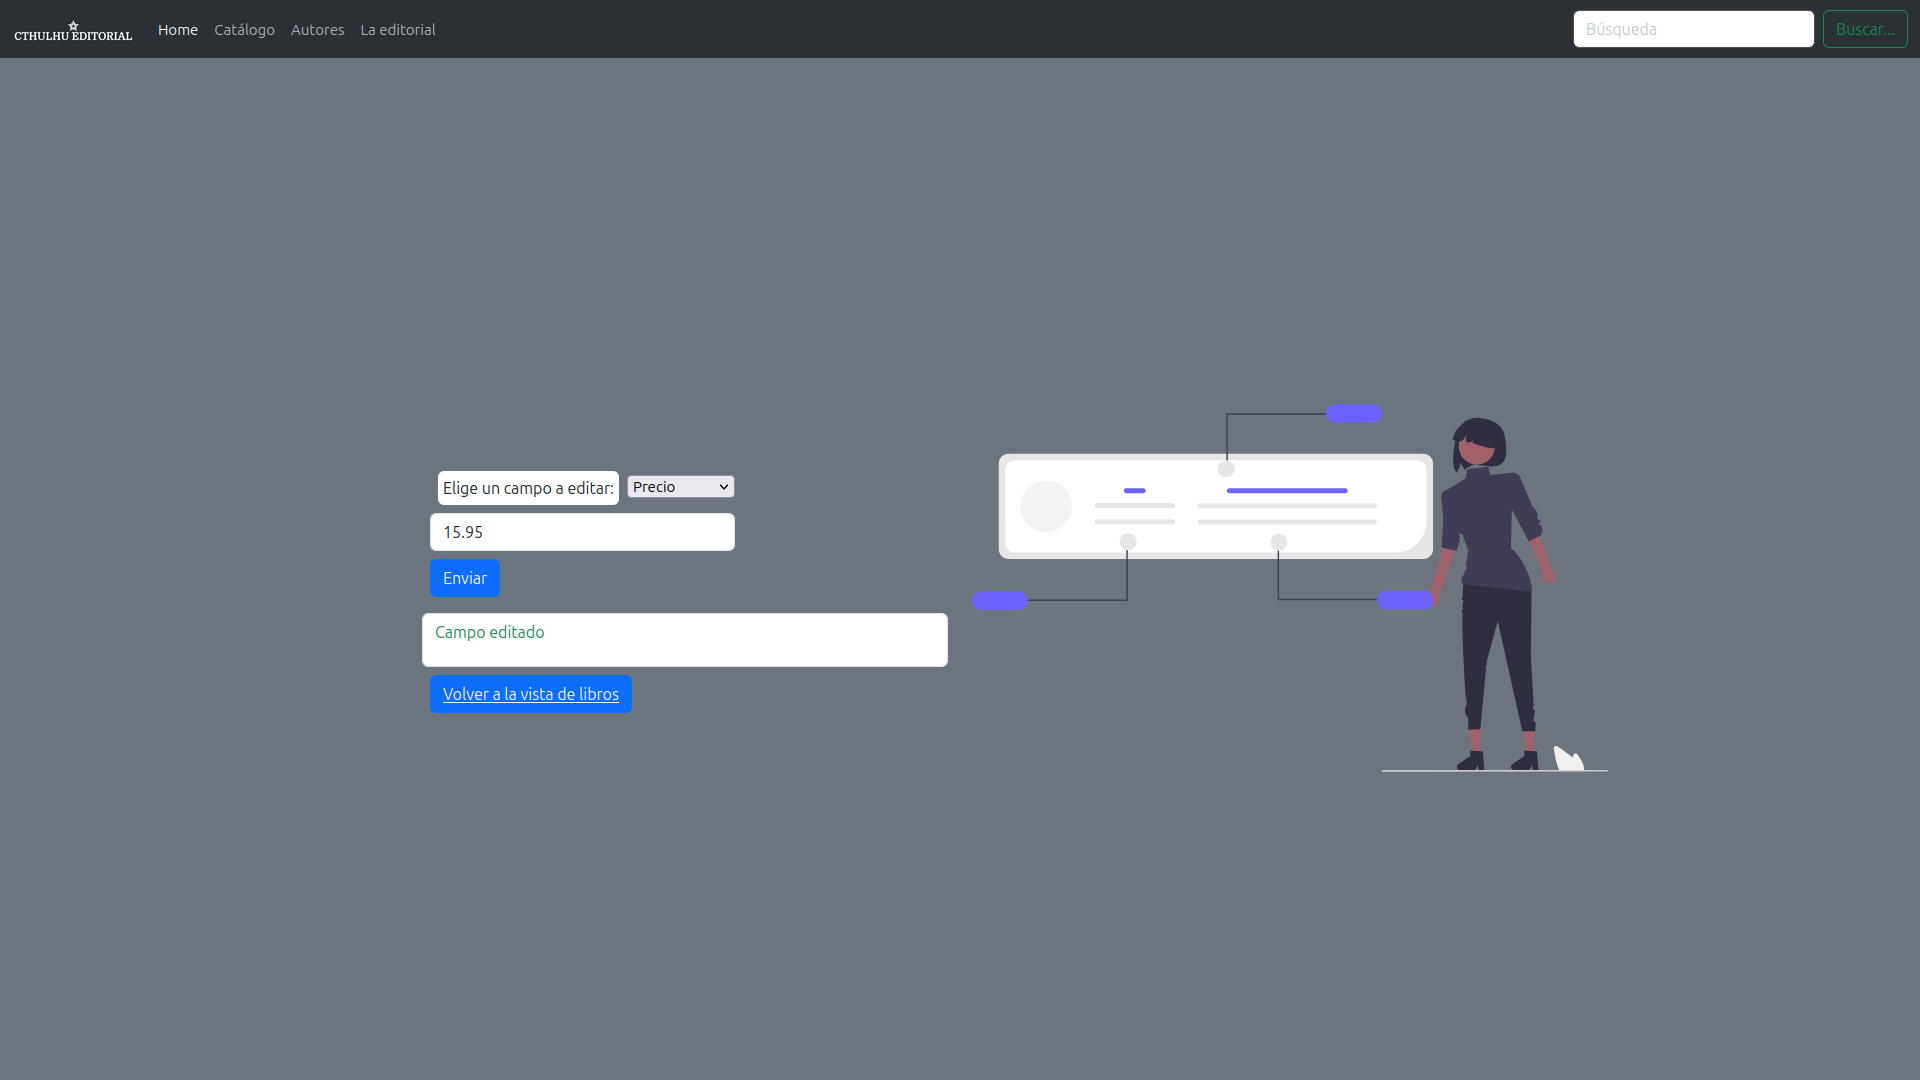 CTHULHU EDITORIAL
Home Catálogo Autores La editorial
Búsqueda
Buscar...
Elige un campo a editar: Precio
15.95
Enviar
Campo editado
Volver a la vista de libros